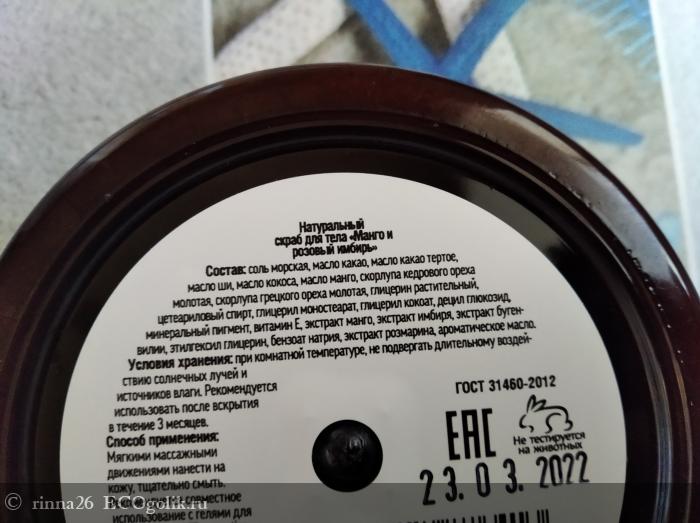 Натуральный
скраб для тела «Манго и
розовый имбирь»
Состав: соль морская, масло какао, масло какао тертое,
масло ши, масло кокоса, масло манго, скорлупа кедрового ореха
молотая, скорлупа грецкого ореха молотая, глицерин растительный,
цетеариловый спирт, глицерил моностеарат, глицерил кокоат, децил глюкозид,
минеральный пигмент, витамин Е, экстракт манго, экстракт имбиря, экстракт буген-
вилии, этилгексил глицерин, бензоат натрия, экстракт розмарина, ароматическое масло.
Условия хранения: при комнатной температуре, не подвергать длительному воздей-
ствию солнечных лучей и
источников влаги. Рекомендуется
использовать после вскрытия
в течение 3 месяцев.
Способ применения:
Мягкими массажными
движениями нанести на
кожу, тщательно смыть.
совместное
использование с гелями для
ГОСТ 31460-2012
ЕАС
Не тестируется
на животных
23.03.2022
© rinna26 ECOgolik.ru